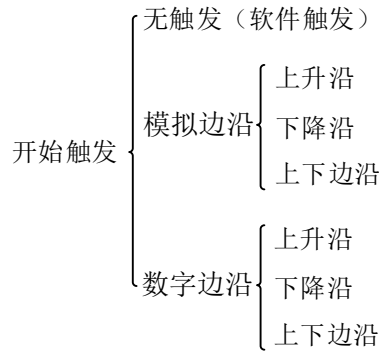 开始触发
无触发（软件触发）
模拟边沿
上升沿
下降沿
上下边沿
数字边沿
上升沿
下降沿
上下边沿